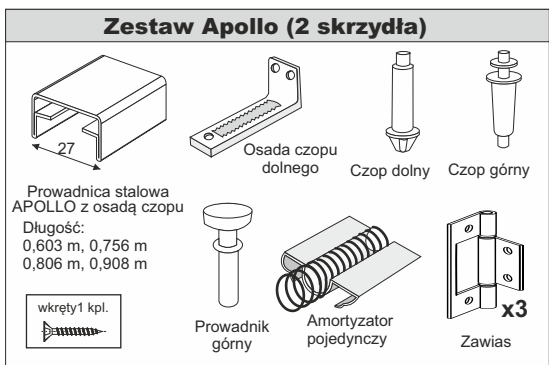 Zestaw Apollo (2 skrzydła)
27
Prowadnica stalowa
APOLLO z osadą czopu
Długość:
0,603 m, 0,756 m
0,806 m, 0,908 m
wkręty1 kpl.
Osada czopu
dolnego
Czop dolny
Czop górny
Prowadnik
górny
Amortyzator
pojedynczy
x3
Zawias